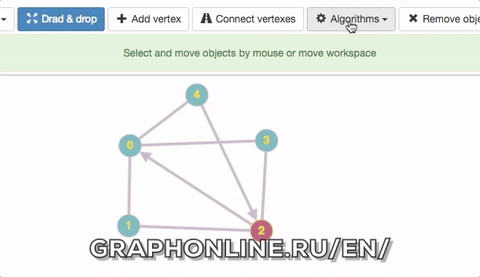 Drad & drop Add vertex Connect vertexes Algorithms Remove obje
Select and move objects by mouse or move workspace
4
0 3
1 2
GRAPHONLINE.RU/EN/